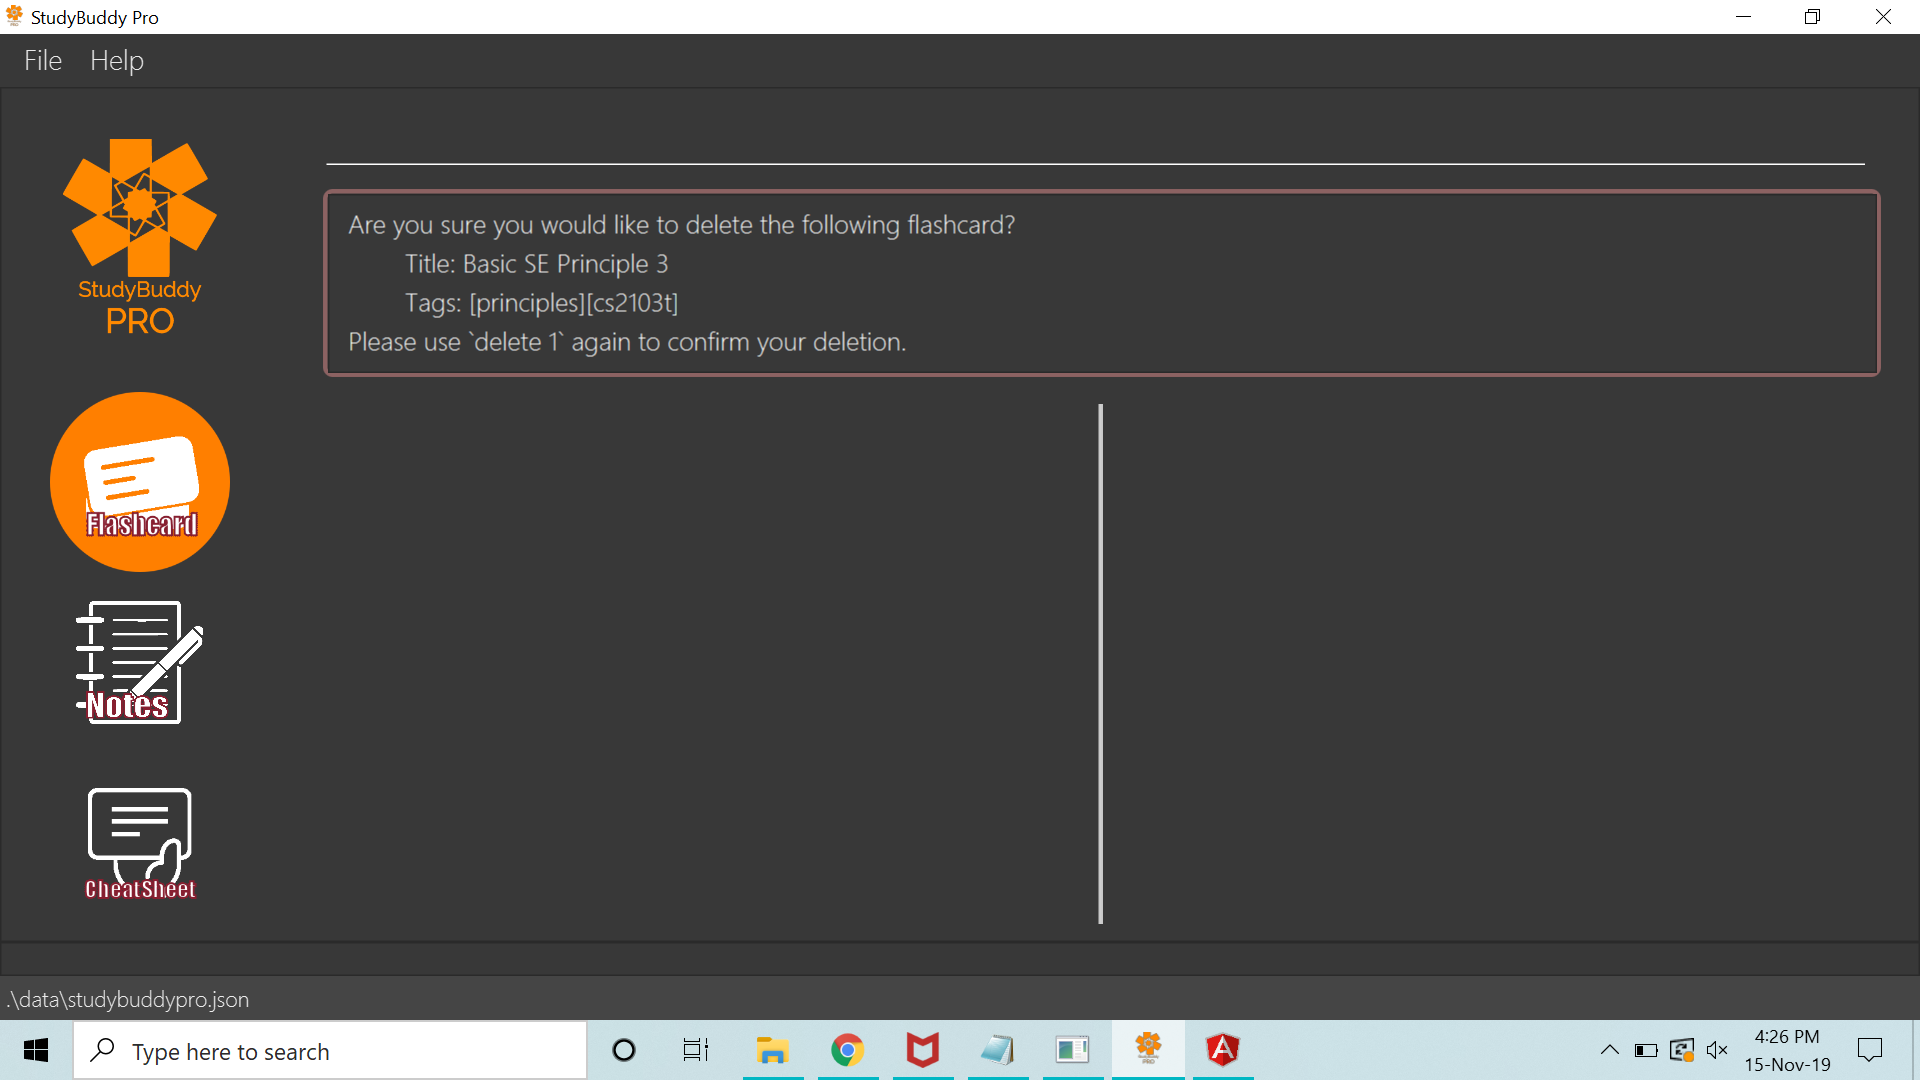 StudyBuddy Pro
File Help
StudyBuddy
PRO
Are you sure you would like to delete the following flashcard?
Title: Basic SE Principle 3
Tags: [principles][cs2103t]
Please use `delete 1` again to confirm your deletion.
Flashcard
Notes
CheatSheet
.\data\studybuddypro.json
Type here to search
4:26 PM
15-Nov-19